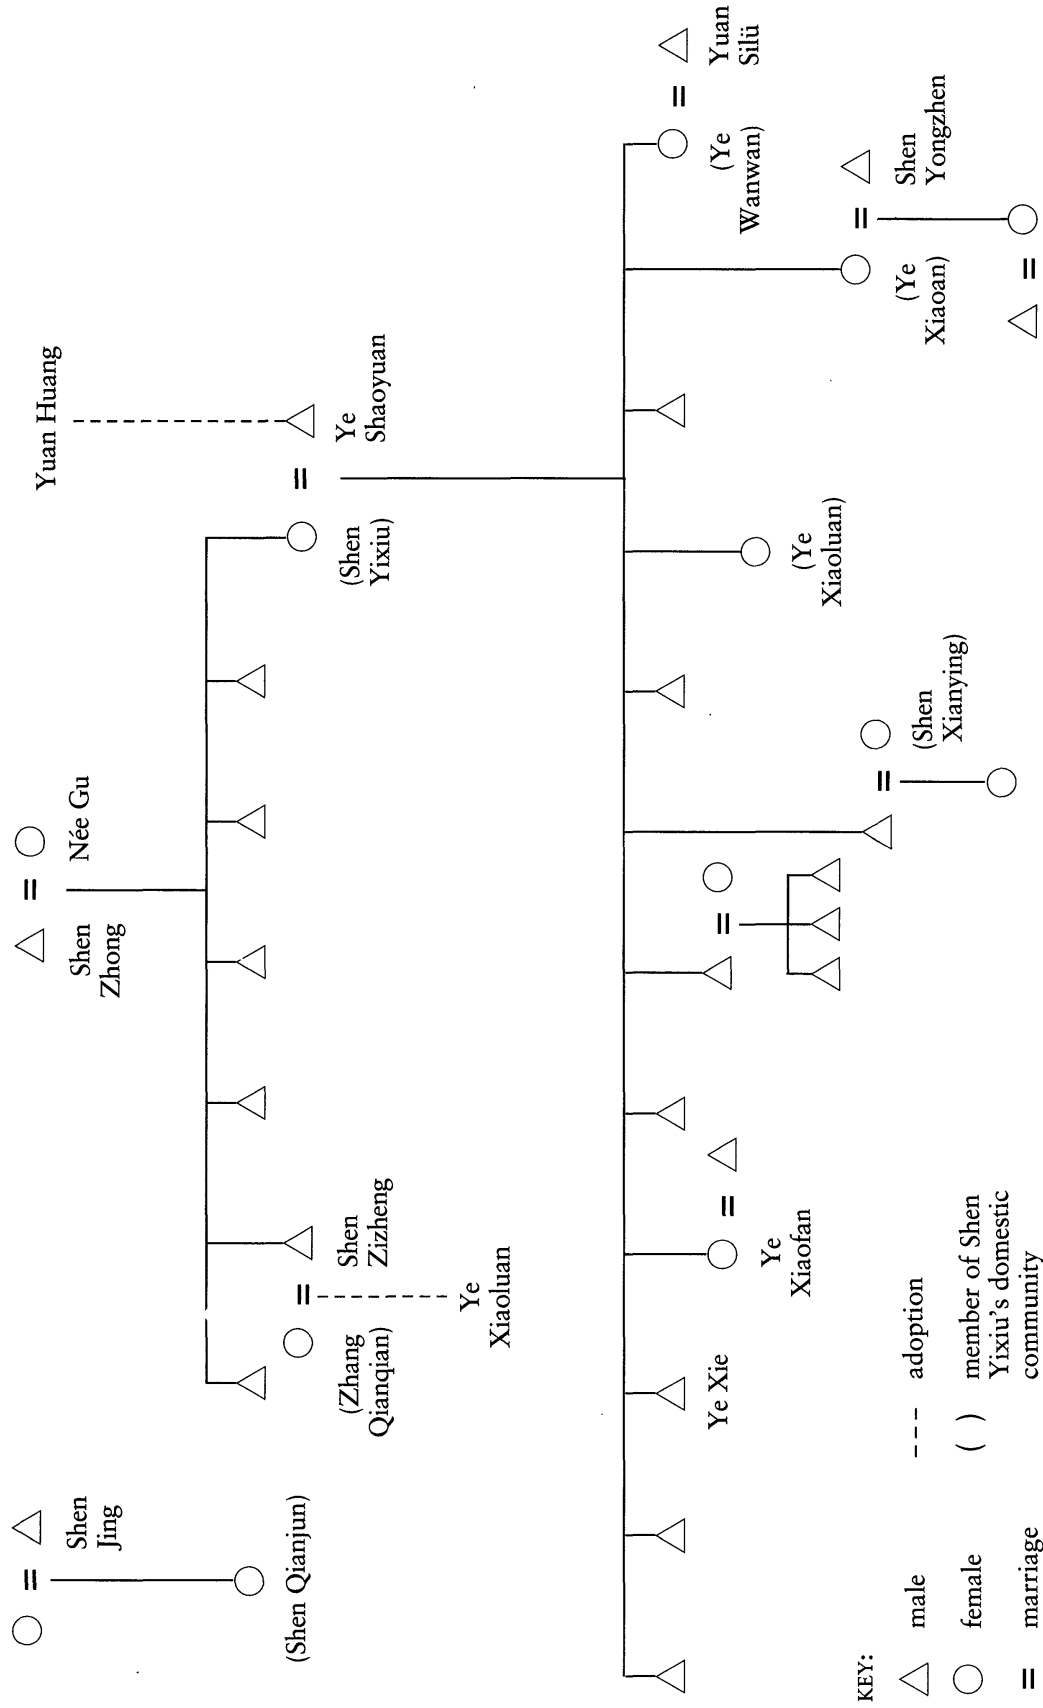 Shen
Jing
(Shen Qianjun)
Shen
Zhong
Née Gu
Yuan Huang
(Zhang
Qianqian)
Shen
Zizheng
Ye
Xiaoluan
(Shen
Yixiu)
Ye
Shaoyuan
Ye Xie
Ye
Xiaofan
(Shen
Xianying)
(Ye
Xiaoluan)
(Ye
Xiaoan)
Shen
Yongzhen
(Ye
Wanwan)
Yuan
Silü
KEY:
male
female
= marriage
--- adoption
( ) member of Shen
Yixiu's domestic
community